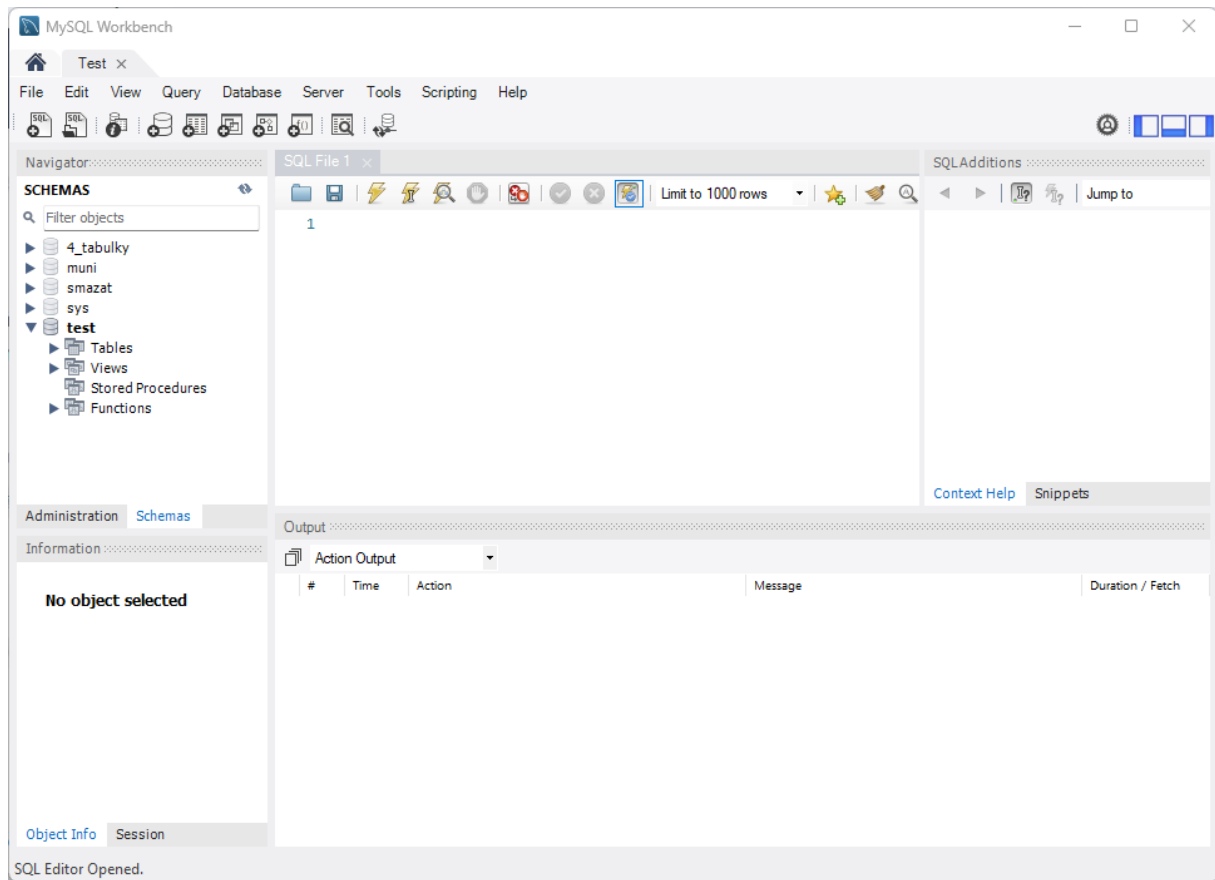 MySQL Workbench
Test
File Edit View Query Database Server Tools Scripting Help
Navigator
SCHEMAS
Filter objects
4_tabulky
muni
smazat
sys
test
Tables
Views
Stored Procedures
Functions
Administration Schemas
Information
No object selected
Object Info Session
SQL File 1
Limit to 1000 rows
1
SQLAdditions
Jump to
Context Help Snippets
Output
Action Output
# Time Action Message Duration / Fetch
SQL Editor Opened.